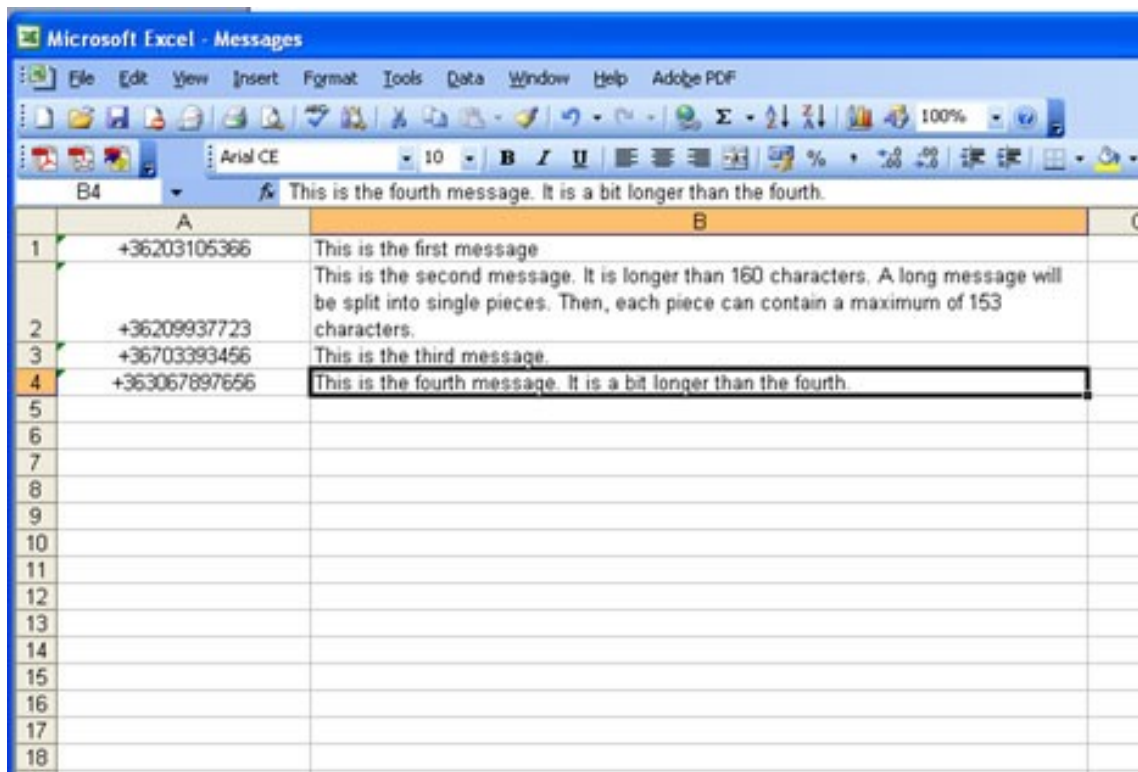 Microsoft Excel - Messages
File Edit View Insert Format Tools Data Window Help Adobe PDF
Σ 100%
Arial CE 10 B I U %
B4 fx This is the fourth message. It is a bit longer than the fourth.
A B C
1 +36203105366 This is the first message
This is the second message. It is longer than 160 characters. A long message will
be split into single pieces. Then, each piece can contain a maximum of 153
2 +36209937723 characters.
3 +36703393456 This is the third message.
4 +363067897656 This is the fourth message. It is a bit longer than the fourth.
5
6
7
8
9
10
11
12
13
14
15
16
17
18